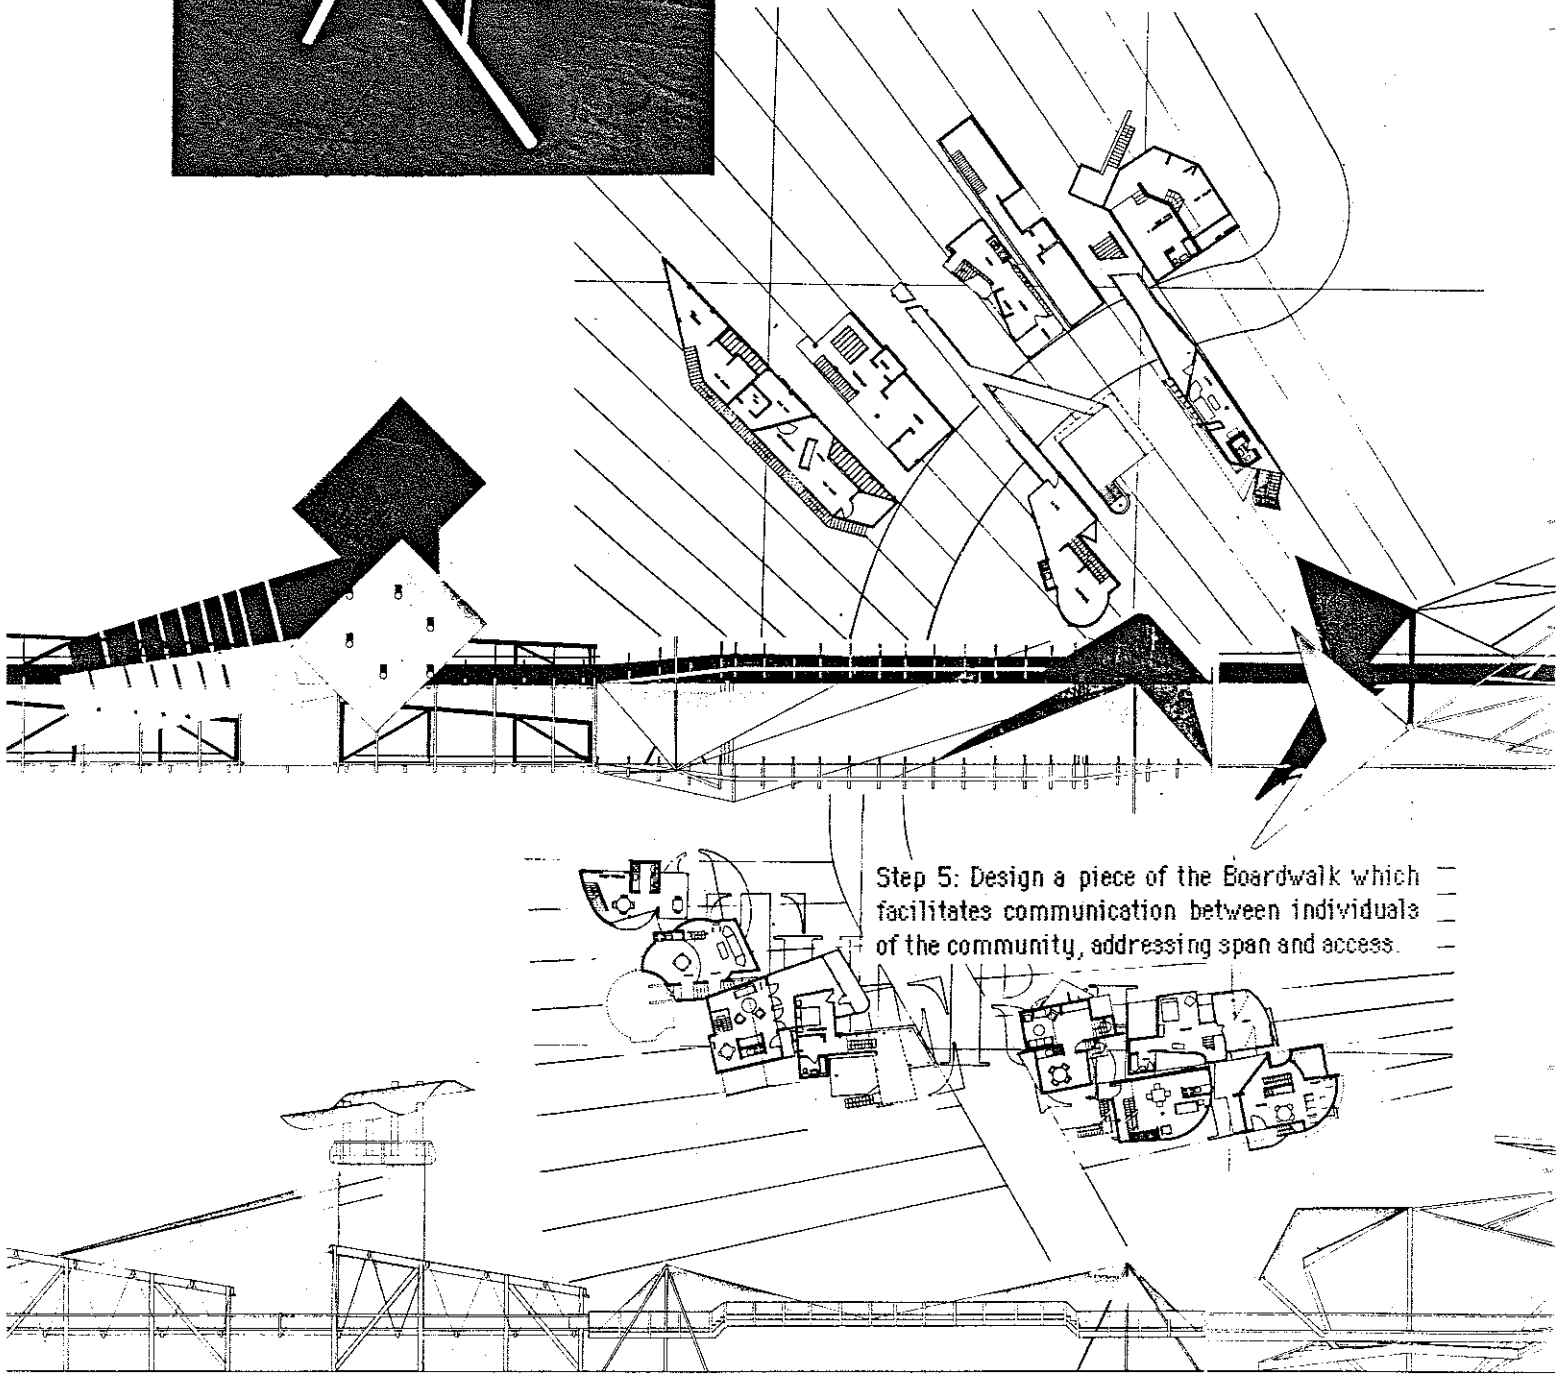 Step 5: Design a piece of the Boardwalk which
facilitates communication between individuals
of the community, addressing span and access.